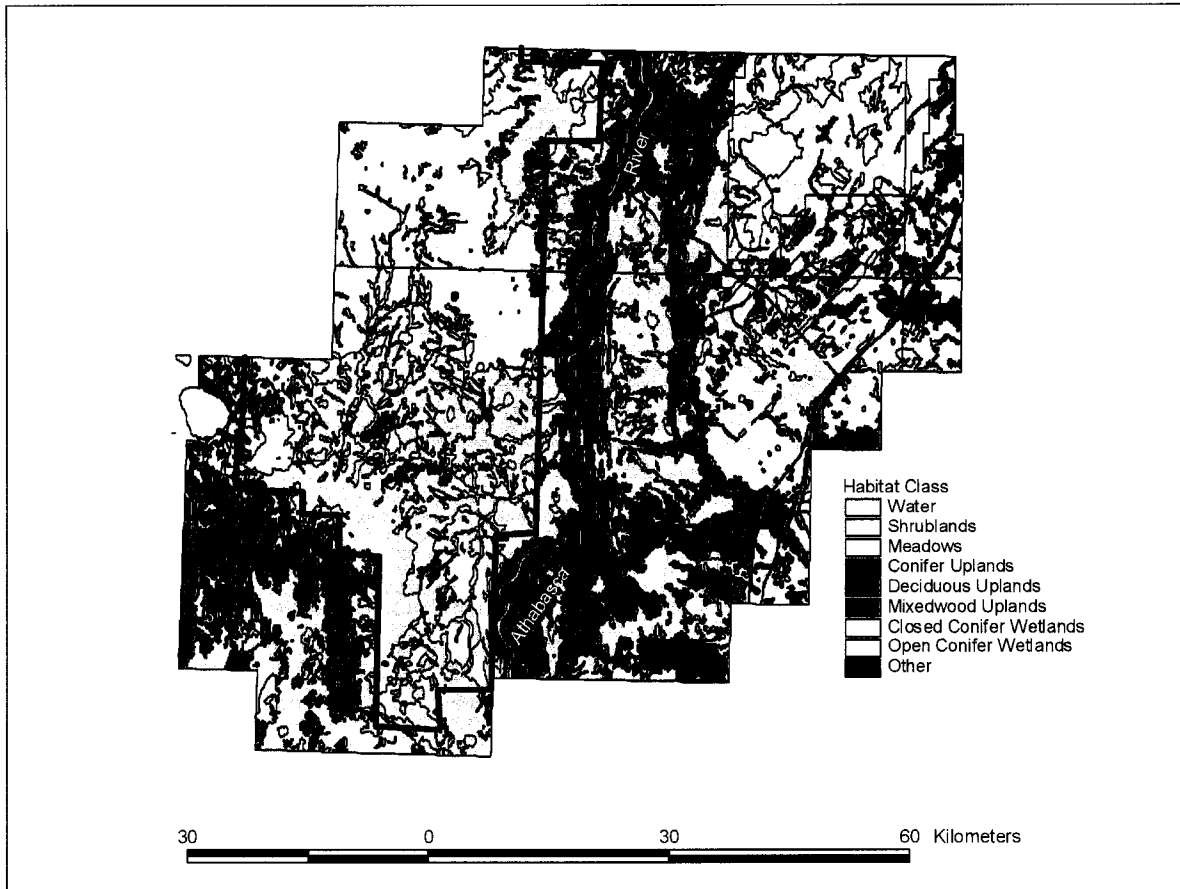 River
Habitat Class
Water
Shrublands
Meadows
Conifer Uplands
Deciduous Uplands
Mixedwood Uplands
Closed Conifer Wetlands
Open Conifer Wetlands
Other
Athabasca
30 0 30 60 Kilometers